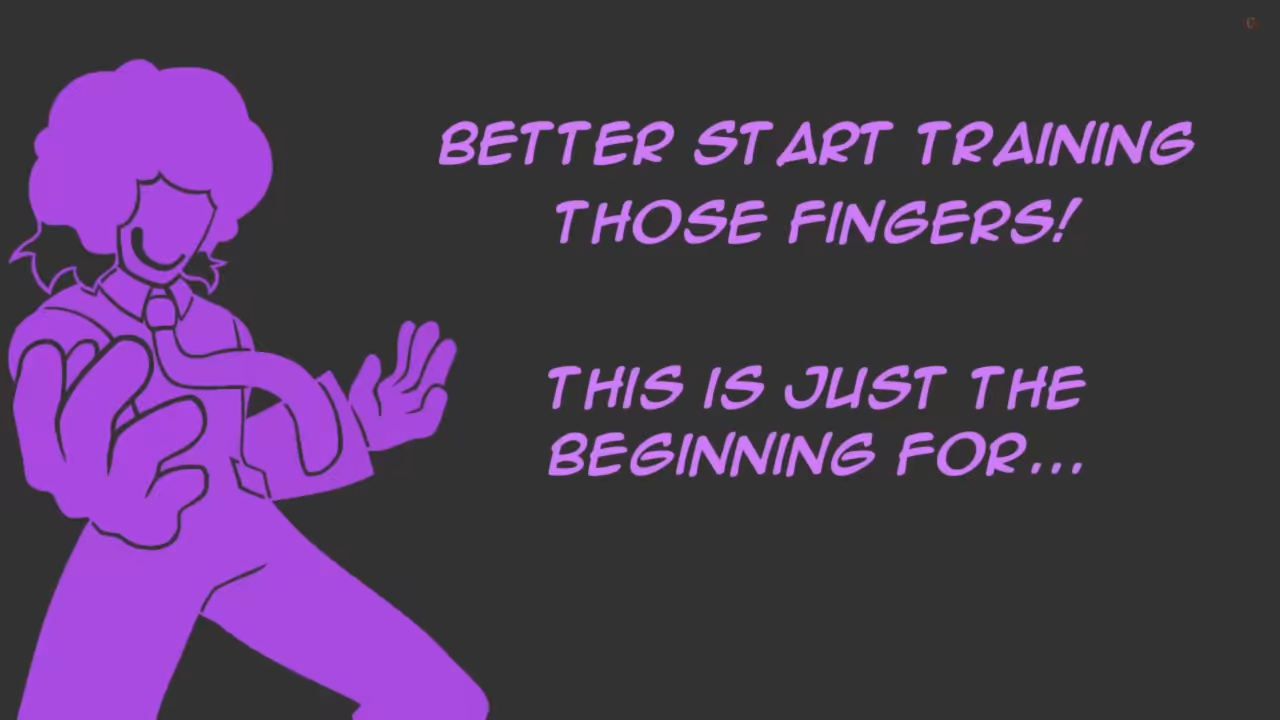 BETTER START TRAINING
THOSE FINGERS!
THIS IS JUST THE
BEGINNING FOR...